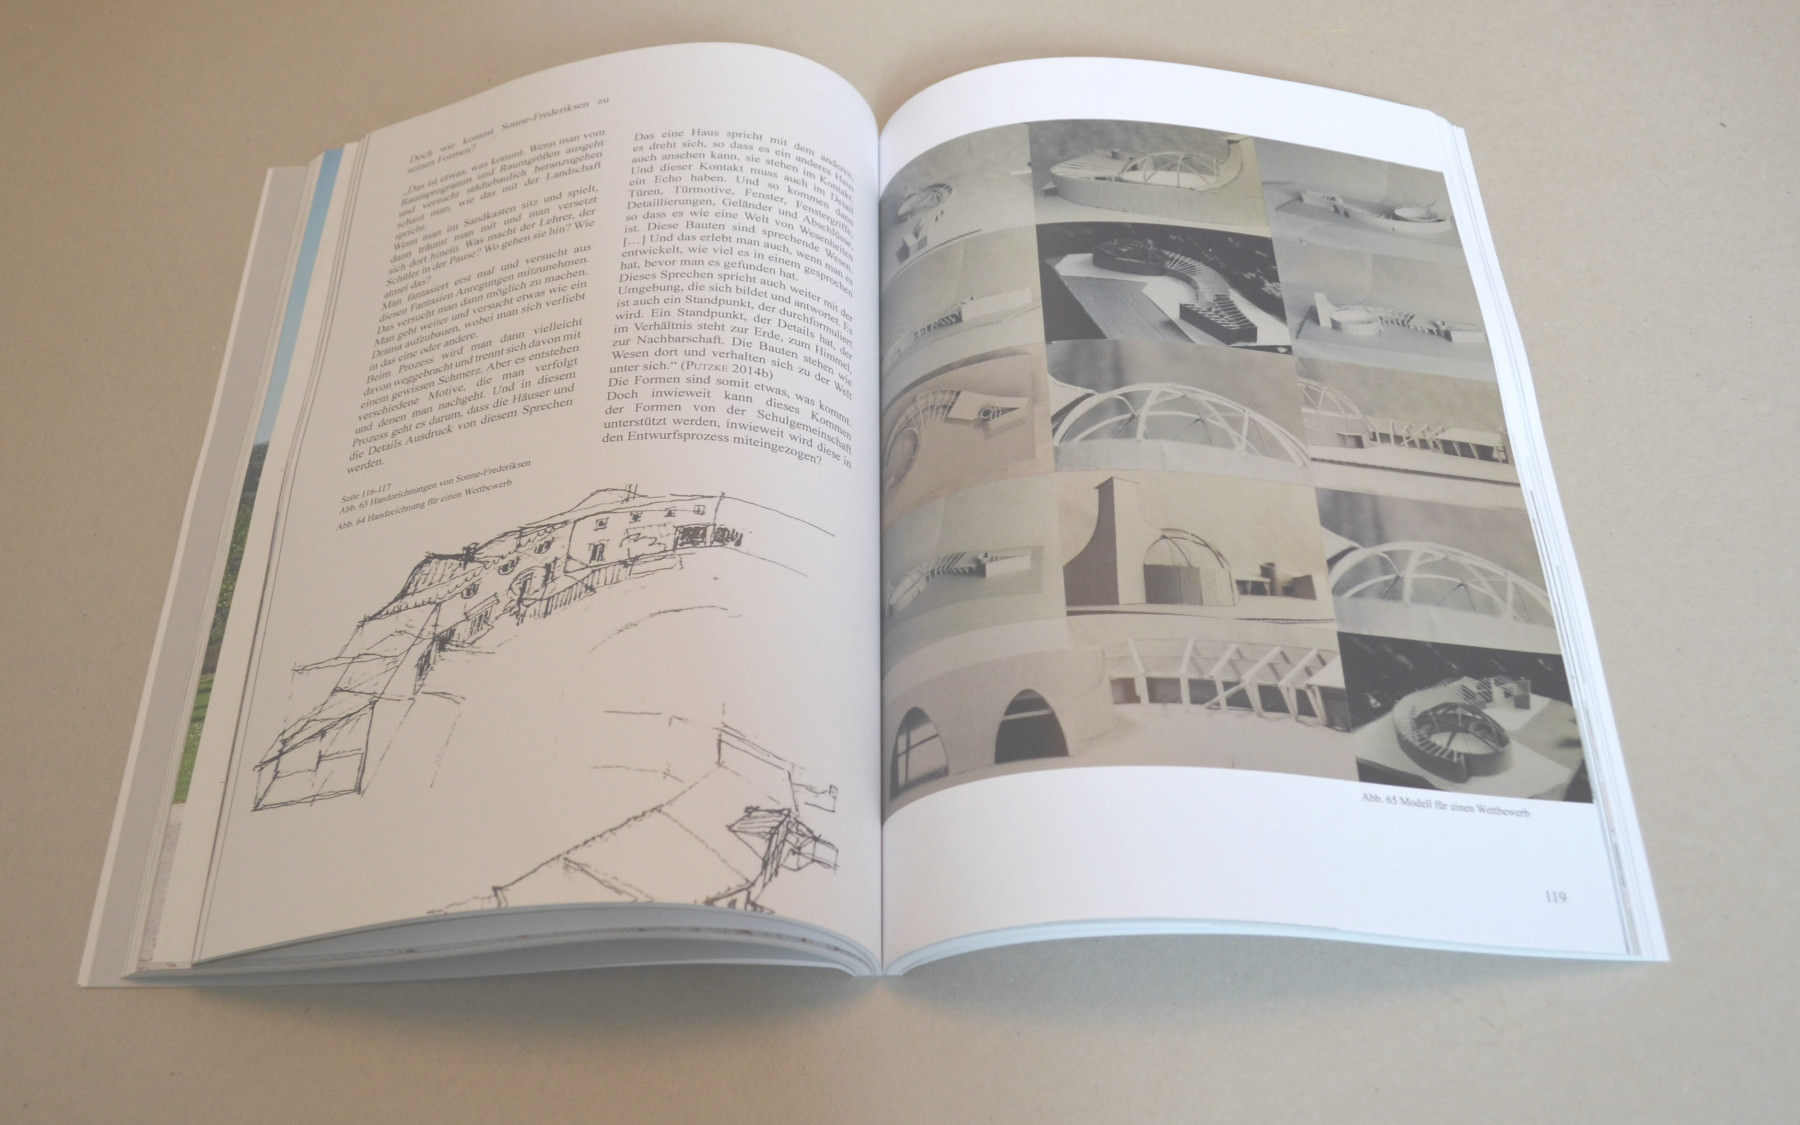 Doch wie kommt Sonne-Frederiksen zu
seinen Formen?
„Das ist etwas, was kommt. Wenn man vom
Raumprogramm und Raumgrößen ausgeht
und versucht städtebaulich heranzugehen
schaut man, wie das mit der Landschaft
spricht.
Wenn man im Sandkasten sitz und spielt,
dann träumt man mit und man versetzt
sich dort hinein. Was macht der Lehrer, der
Schüler in der Pause? Wo gehen sie hin? Wie
atmet das?
Man fantasiert erst mal und versucht aus
diesen Fantasien Anregungen mitzunehmen.
Das versucht man dann möglich zu machen.
Man geht weiter und versucht etwas wie ein
Drama aufzubauen, wobei man sich verliebt
in das eine oder andere.
Beim Prozess wird man dann vielleicht
davon weggebracht und trennt sich davon mit
einem gewissen Schmerz. Aber es entstehen
verschiedene Motive, die man verfolgt
und denen man nachgeht. Und in diesem
Prozess geht es darum, dass die Häuser und
die Details Ausdruck von diesem Sprechen
werden.
Das eine Haus spricht mit dem anderen,
es dreht sich, so dass es ein anderes Haus
auch ansehen kann, sie stehen im Kontakt.
Und dieser Kontakt muss auch im Detail
ein Echo haben. Und so kommen dann
Türen, Türmotive, Fenster, Fenstergriffe,
Detaillierungen, Geländer und Abschlüsse,
so dass es wie eine Welt von Wesenheiten
ist. Diese Bauten sind sprechende Wesen.
[…] Und das erlebt man auch, wenn man es
entwickelt, wie viel es in einem gesprochen
hat, bevor man es gefunden hat.
Dieses Sprechen spricht auch weiter mit der
Umgebung, die sich bildet und antwortet. Es
ist auch ein Standpunkt, der durchformuliert
wird. Ein Standpunkt, der Details hat, der
im Verhältnis steht zur Erde, zum Himmel,
zur Nachbarschaft. Die Bauten stehen wie
Wesen dort und verhalten sich zu der Welt
unter sich.“ (PUTZKE 2014b)
Die Formen sind somit etwas, was kommt.
Doch inwieweit kann dieses Kommen
der Formen von der Schulgemeinschaft
unterstützt werden, inwieweit wird diese in
den Entwurfsprozess miteingezogen?
Seite 116-117
Abb. 63 Handzeichnungen von Sonne-Frederiksen
Abb. 64 Handzeichnung für einen Wettbewerb
Abb. 65 Modell für einen Wettbewerb
119